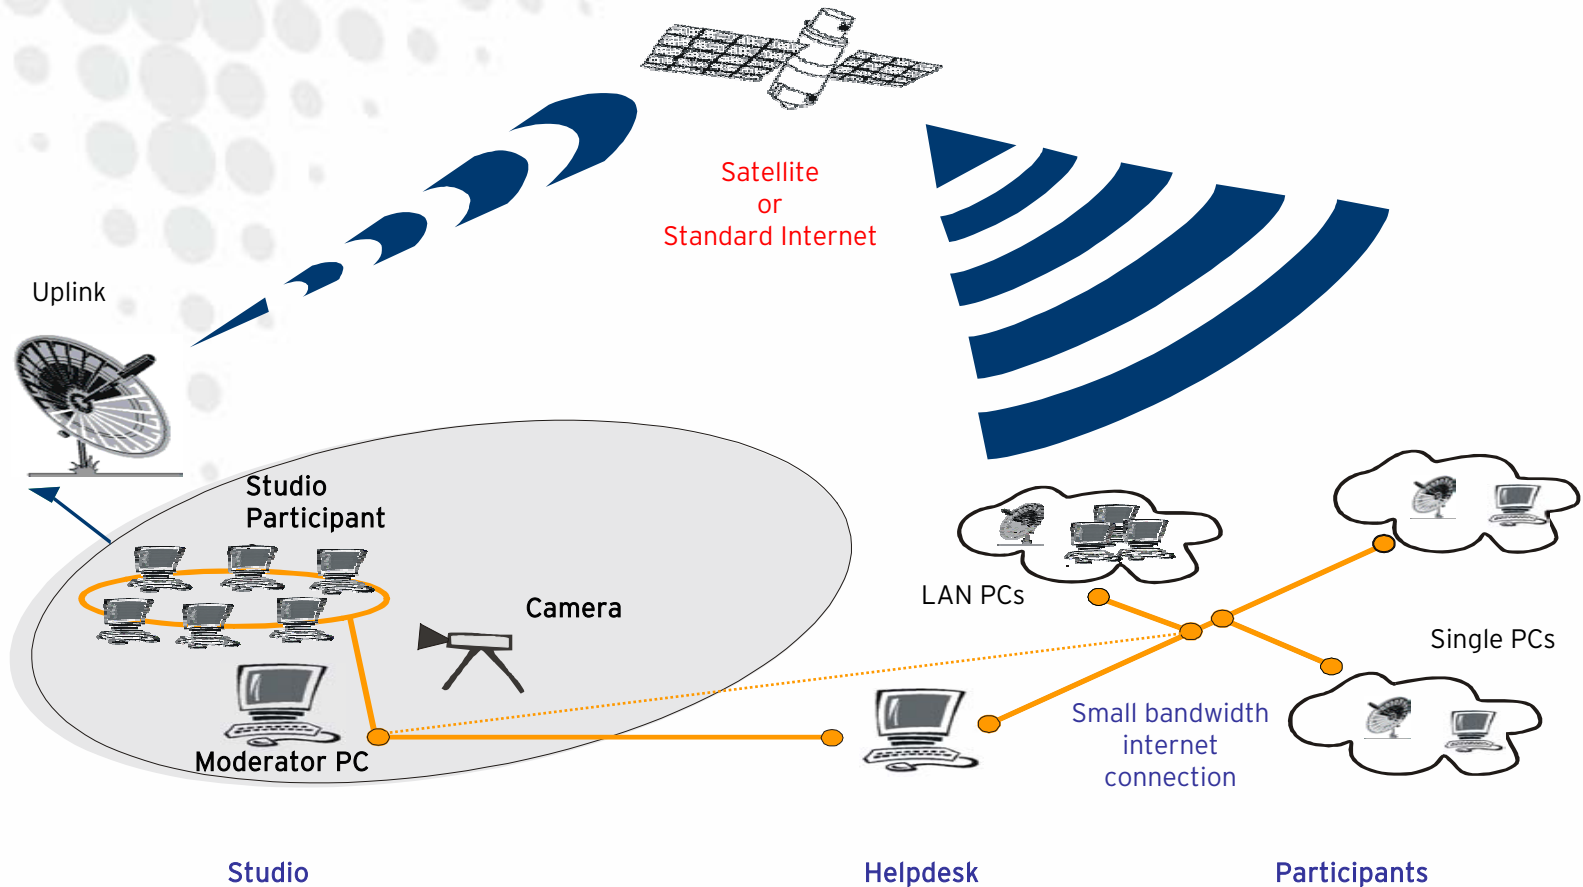 Satellite
or
Standard Internet
Uplink
Studio
Participant
Camera
LAN PCs
Single PCs
Small bandwidth
internet
connection
Moderator PC
Studio
Helpdesk
Participants